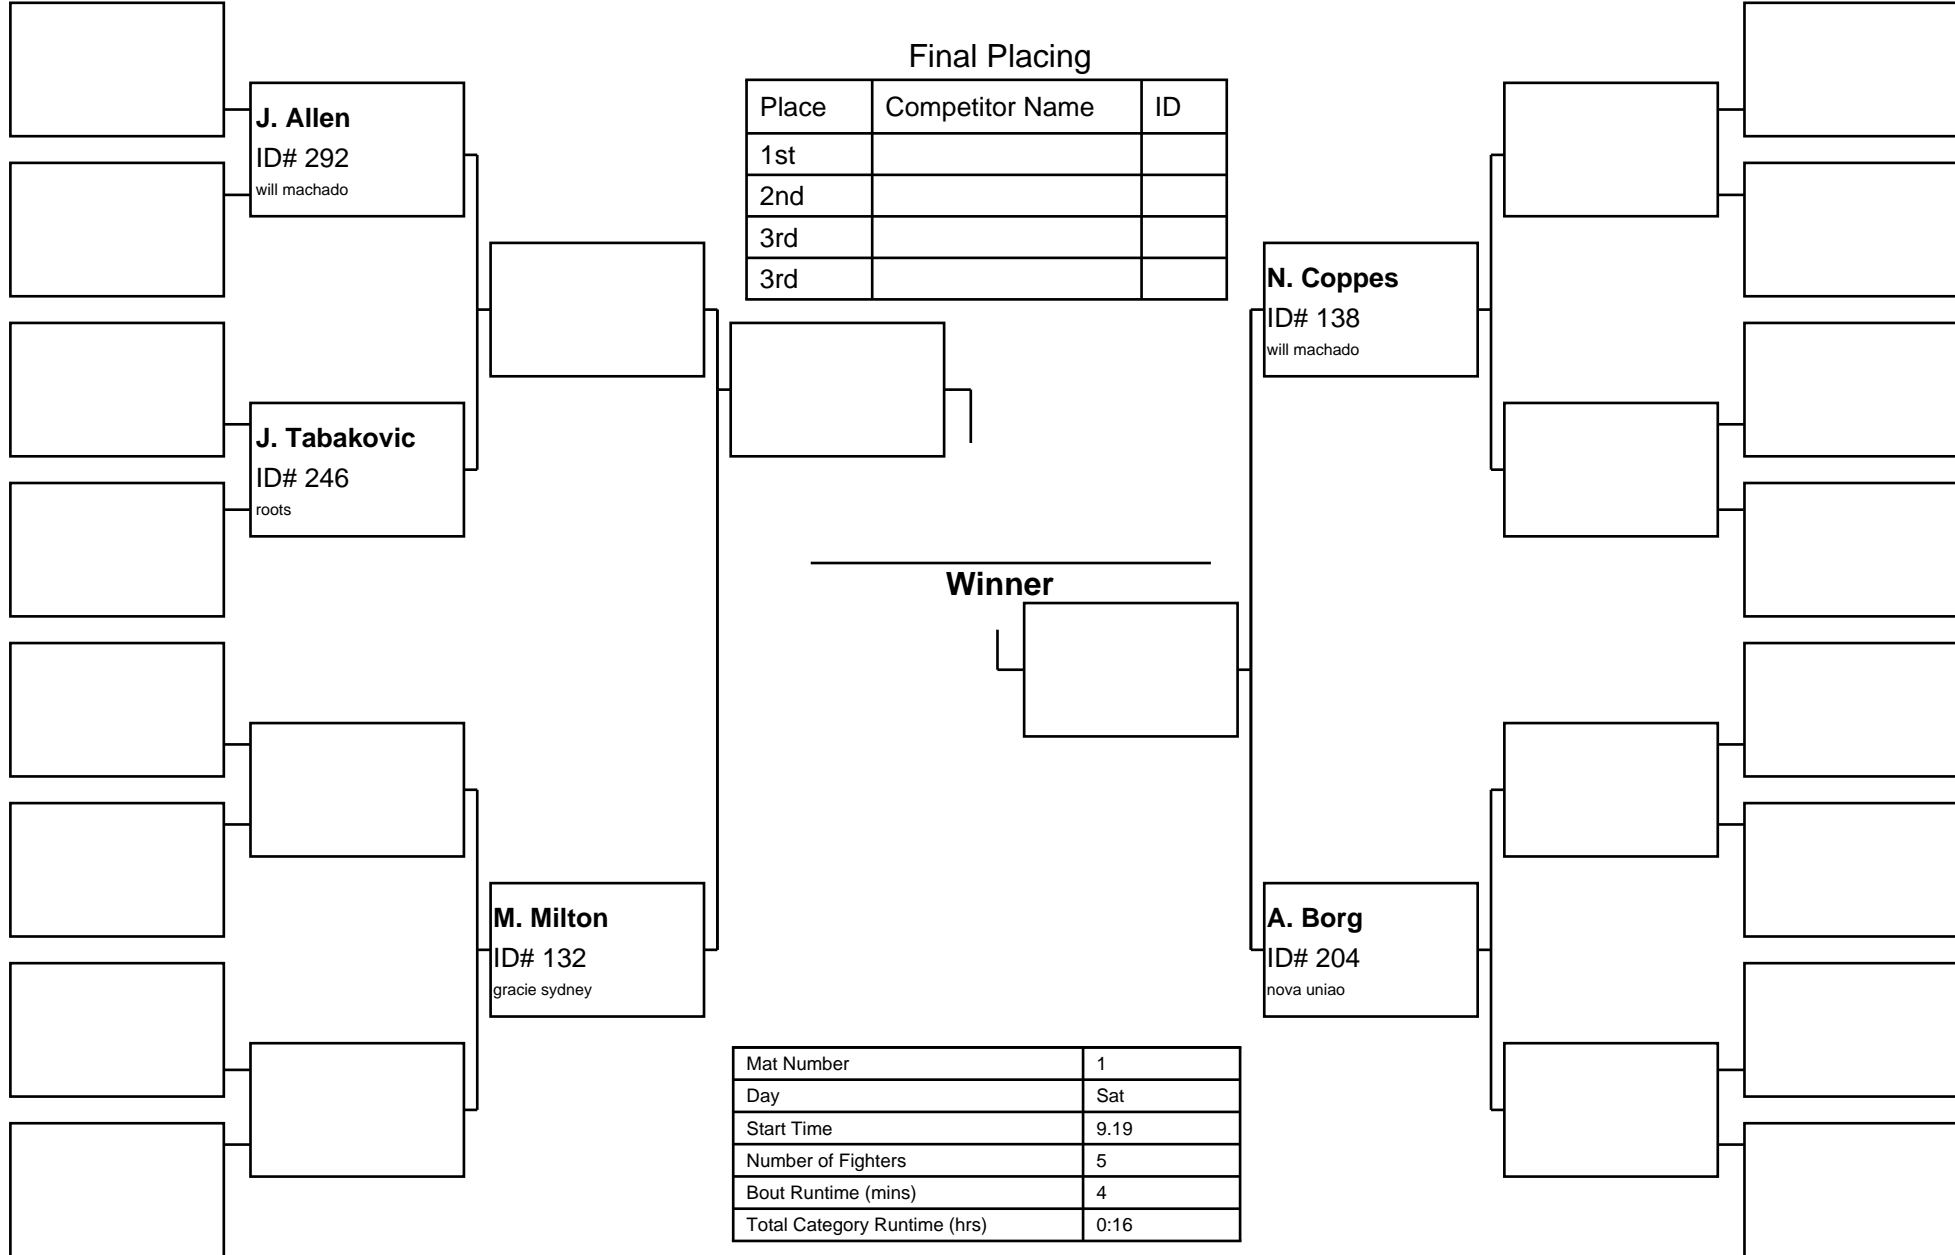 Final Placing
Place Competitor Name ID
1st
2nd
3rd
3rd
J. Allen
ID# 292
will machado
J. Tabakovic
ID# 246
roots
M. Milton
ID# 132
gracie sydney
N. Coppes
ID# 138
will machado
Winner
A. Borg
ID# 204
nova uniao
Mat Number 1
Day Sat
Start Time 9.19
Number of Fighters 5
Bout Runtime (mins) 4
Total Category Runtime (hrs) 0:16